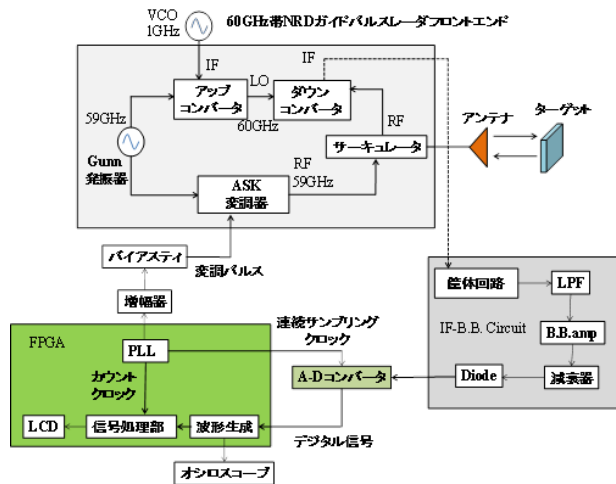 VCO
1GHz
60GHz帯NRDガイドパルスレーダフロントエンド
IF
IF
アップ
コンバータ
LO
60GHz
ダウン
コンバータ
59GHz
Gunn
発振器
RF
サーキュレータ
アンテナ
ターゲット
ASK
変調器
RF
59GHz
バイアスティ
変調パルス
増幅器
筐体回路
LPF
IF-B.B. Circuit
B.B.amp
減衰器
Diode
連続サンプリング
クロック
FPGA
PLL
カウント
クロック
A-Dコンバータ
LCD
信号処理部
波形生成
デジタル信号
オシロスコープ